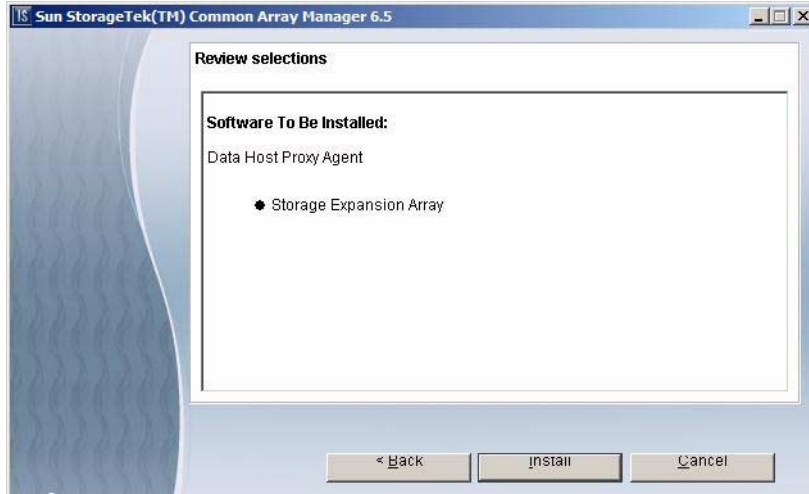 Sun StorageTek(TM) Common Array Manager 6.5
Review selections
Software To Be Installed:
Data Host Proxy Agent
● Storage Expansion Array
< Back
Install
Cancel